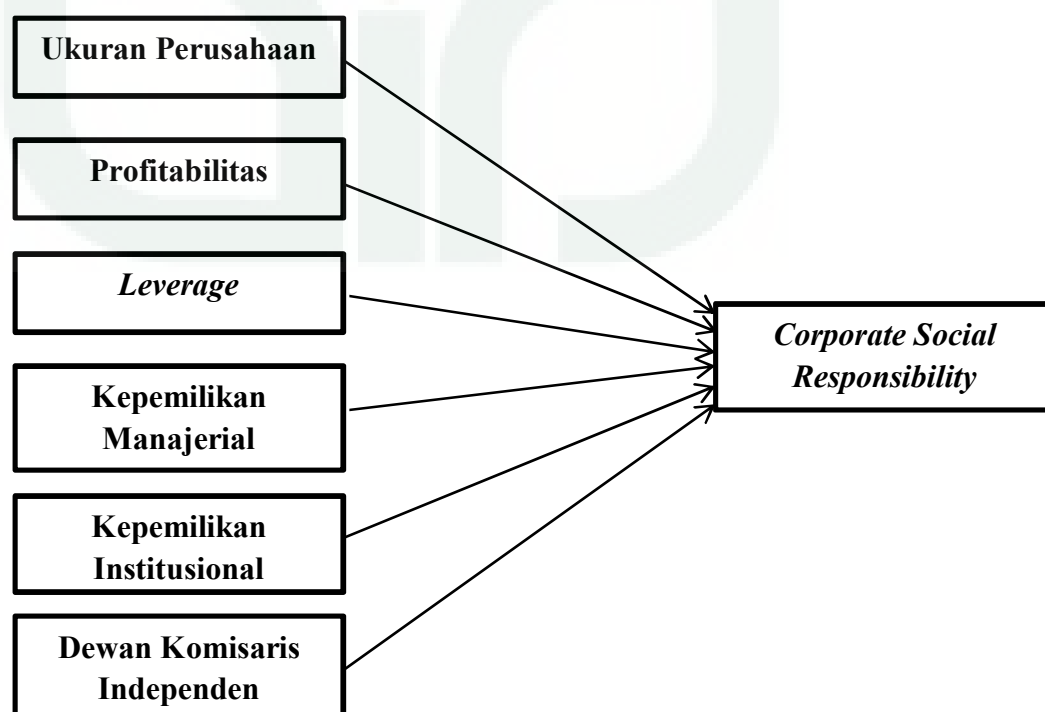 Ukuran Perusahaan
Profitabilitas
Leverage
Kepemilikan
Manajerial
Kepemilikan
Institusional
Dewan Komisaris
Independen
Corporate Social
Responsibility